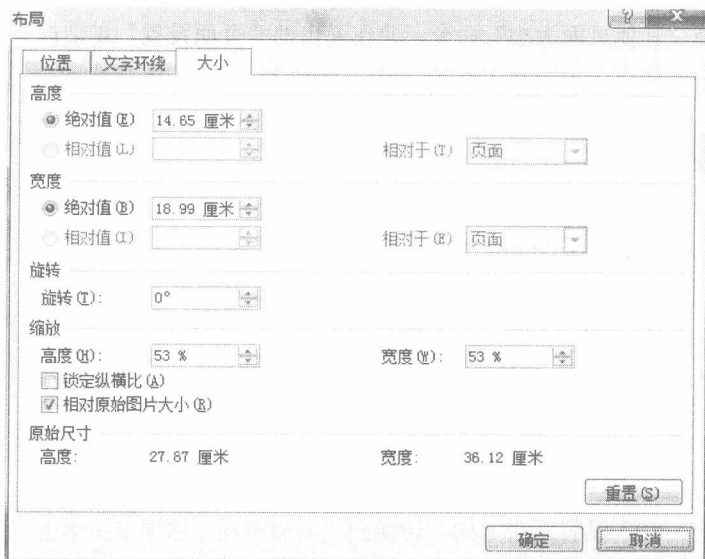 布局
位置 文字环绕 大小
高度
绝对值(E) 14.65 厘米
相对值(L) 相对于(T) 页面
宽度
绝对值(B) 18.99 厘米
相对值(I) 相对于(E) 页面
旋转
旋转(T): 0°
缩放
高度(H): 53 % 宽度(W): 53 %
锁定纵横比(A)
相对原始图片大小(R)
原始尺寸
高度: 27.87 厘米 宽度: 36.12 厘米
重置(S)
确定 取消